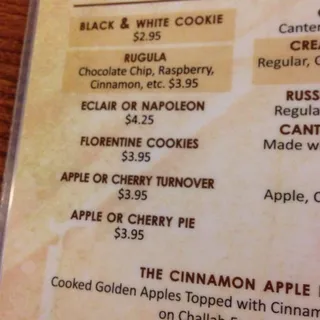 BLACK & WHITE COOKIE
$2.95
RUGULA
Chocolate Chip, Raspberry,
Cinnamon, etc. $3.95
ECLAIR OR NAPOLEON
$4.25
FLORENTINE COOKIES
$3.95
APPLE OR CHERRY TURNOVER
$3.95
APPLE OR CHERRY PIE
$3.95
CREA
Regular, C
RUSS
Regula
CANT
Made w
Apple, C
THE CINNAMON APPLE
Cooked Golden Apples Topped with Cinnam
on Challah